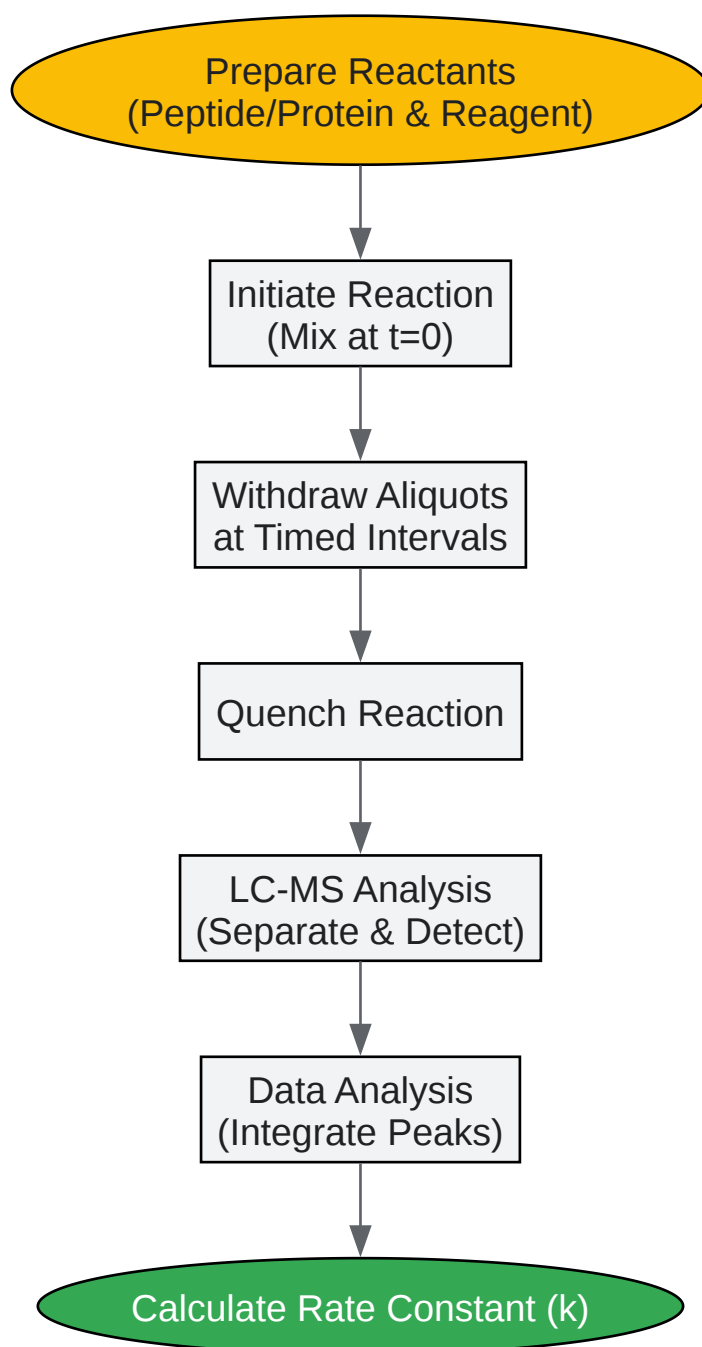 Prepare Reactants
(Peptide/Protein & Reagent)
Initiate Reaction
(Mix at t=0)
Withdraw Aliquots
at Timed Intervals
Quench Reaction
LC-MS Analysis
(Separate & Detect)
Data Analysis
(Integrate Peaks)
Calculate Rate Constant (k)